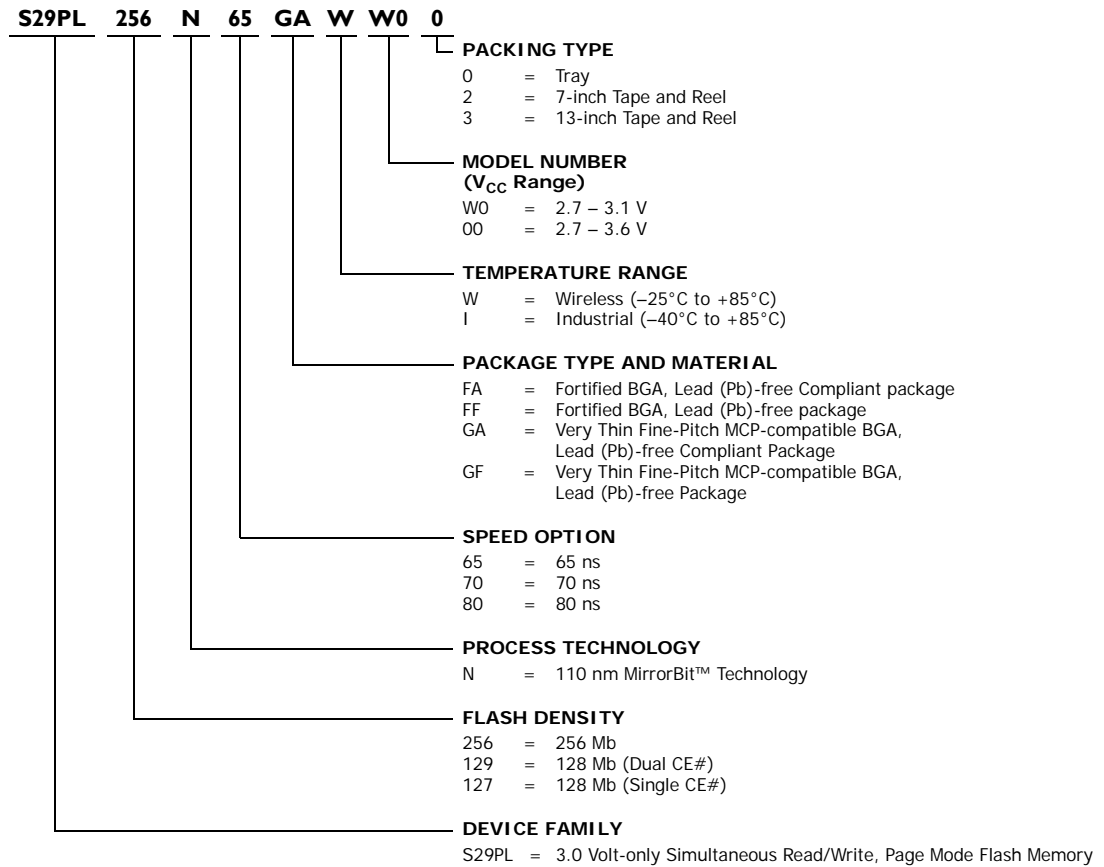 S29PL 256 N 65 GA W W0 0
PACKING TYPE
0 = Tray
2 = 7-inch Tape and Reel
3 = 13-inch Tape and Reel
MODEL NUMBER
(VCC Range)
W0 = 2.7 – 3.1 V
00 = 2.7 – 3.6 V
TEMPERATURE RANGE
W = Wireless (–25°C to +85°C)
I = Industrial (–40°C to +85°C)
PACKAGE TYPE AND MATERIAL
FA = Fortified BGA, Lead (Pb)-free Compliant package
FF = Fortified BGA, Lead (Pb)-free package
GA = Very Thin Fine-Pitch MCP-compatible BGA,
Lead (Pb)-free Compliant Package
GF = Very Thin Fine-Pitch MCP-compatible BGA,
Lead (Pb)-free Package
SPEED OPTION
65 = 65 ns
70 = 70 ns
80 = 80 ns
PROCESS TECHNOLOGY
N = 110 nm MirrorBit™ Technology
FLASH DENSITY
256 = 256 Mb
129 = 128 Mb (Dual CE#)
127 = 128 Mb (Single CE#)
DEVICE FAMILY
S29PL = 3.0 Volt-only Simultaneous Read/Write, Page Mode Flash Memory